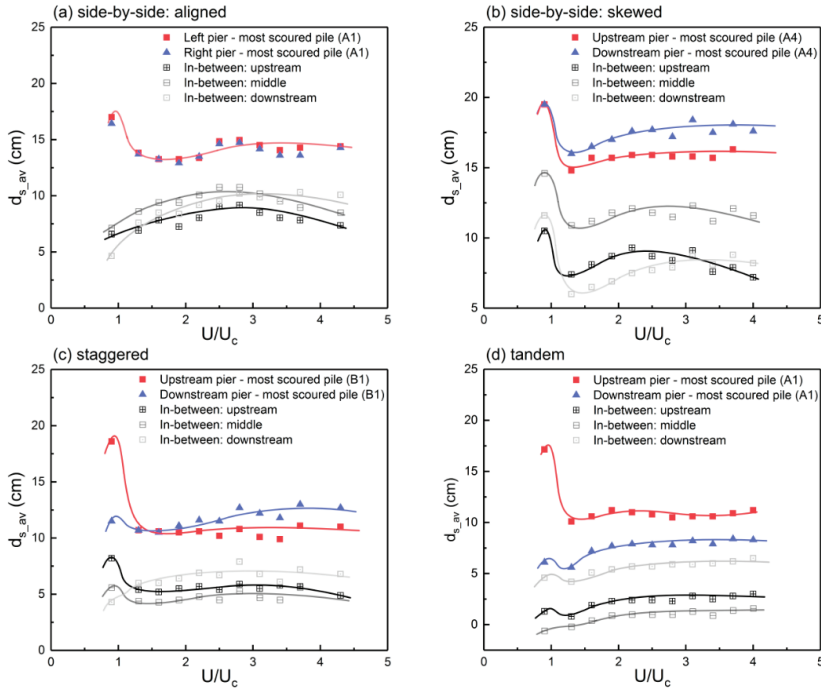 (a) side-by-side: aligned
25
20
15
10
5
0
0 1 2 3 4 5
d_s_av (cm)
U/U_c
Left pier - most scoured pile (A1)
Right pier - most scoured pile (A1)
In-between: upstream
In-between: middle
In-between: downstream
(b) side-by-side: skewed
25
20
15
10
5
0 1 2 3 4 5
d_s_av (cm)
U/U_c
Upstream pier - most scoured pile (A4)
Downstream pier - most scoured pile (A4)
In-between: upstream
In-between: middle
In-between: downstream
(c) staggered
25
20
15
10
5
0
0 1 2 3 4 5
d_s_av (cm)
U/U_c
Upstream pier - most scoured pile (B1)
Downstream pier - most scoured pile (B1)
In-between: upstream
In-between: middle
In-between: downstream
(d) tandem
25
20
15
10
5
0
0 1 2 3 4 5
d_s_av (cm)
U/U_c
Upstream pier - most scoured pile (A1)
Downstream pier - most scoured pile (A1)
In-between: upstream
In-between: middle
In-between: downstream